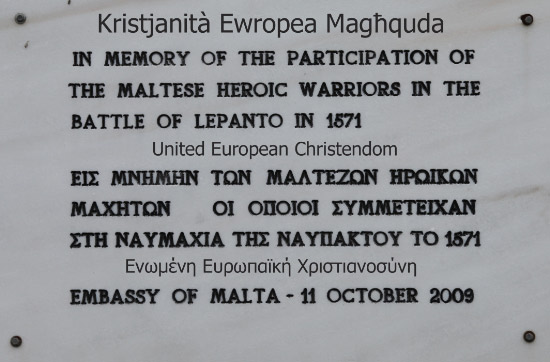 Kristjanità Ewropea Magħquda
IN MEMORY OF THE PARTICIPATION OF
THE MALTESE HEROIC WARRIORS IN THE
BATTLE OF LEPANTO IN 1571
United European Christendom
ΕΙΣ ΜΝΗΜΗΝ ΤΩΝ ΜΑΛΤΕΖΩΝ ΗΡΩΙΚΩΝ
ΜΑΧΗΤΩΝ ΟΙ ΟΠΟΙΟΙ ΣΥΜΜΕΤΕΙΧΑΝ
ΣΤΗ ΝΑΥΜΑΧΙΑ ΤΗΣ ΝΑΥΠΑΚΤΟΥ ΤΟ 1571
Ενωμένη Ευρωπαϊκή Χριστιανοσύνη
EMBASSY OF MALTA - 11 OCTOBER 2009